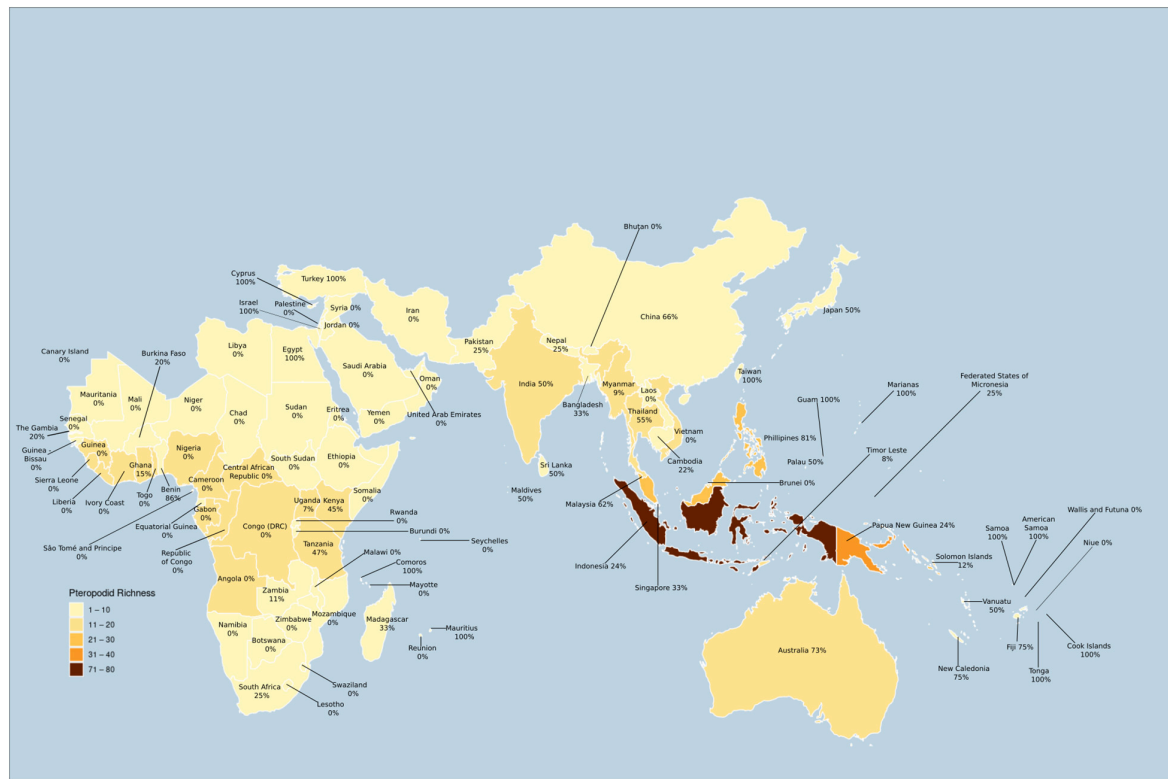 Bhutan 0%
Cyprus
100%
Turkey 100%
Israel
100%
Palestine
0%
Syria 0%
Jordan 0%
Iran
0%
China 66%
Japan 50%
Pakistan
25%
Nepal
25%
Libya
0%
Egypt
100%
Canary Island
0%
Burkina Faso
20%
Saudi Arabia
0%
Oman
0%
India 50%
Myanmar
9%
Laos
0%
Taiwan
100%
Marianas
100%
Federated States of
Micronesia
25%
Mauritania
0%
Mali
0%
Niger
0%
Chad
0%
Sudan
0%
Eritrea
0%
Yemen
0%
United Arab Emirates
0%
Bangladesh
33%
Thailand
55%
Guam 100%
Senegal
0%
The Gambia
20%
Guinea
Bissau
0%
Guinea
0%
Nigeria
0%
Vietnam
0%
Phillipines 81%
Timor Leste
8%
Ghana
15%
Central African
Republic 0%
South Sudan
0%
Ethiopia
0%
Sri Lanka
50%
Cambodia
22%
Palau 50%
Sierra Leone
0%
Liberia
0%
Ivory Coast
0%
Togo
0%
Benin
86%
Cameroon
0%
Somalia
0%
Maldives
50%
Malaysia 62%
Brunei 0%
Gabon
0%
Uganda
7%
Kenya
45%
Rwanda
0%
Equatorial Guinea
0%
Congo (DRC)
0%
Burundi 0%
Papua New Guinea 24%
Wallis and Futuna 0%
São Tomé and Principe
0%
Republic
of Congo
0%
Tanzania
47%
Seychelles
0%
Samoa
100%
American
Samoa
100%
Niue 0%
Malawi 0%
Comoros
100%
Indonesia 24%
Solomon Islands
12%
Angola 0%
Zambia
11%
Mayotte
0%
Singapore 33%
Pteropodid Richness
1 – 10
11 – 20
21 – 30
31 – 40
71 – 80
Vanuatu
50%
Namibia
0%
Zimbabwe
0%
Mozambique
0%
Madagascar
33%
Mauritius
100%
Botswana
0%
Reunion
0%
Australia 73%
Fiji 75%
Cook Islands
100%
New Caledonia
75%
Tonga
100%
South Africa
25%
Swaziland
0%
Lesotho
0%